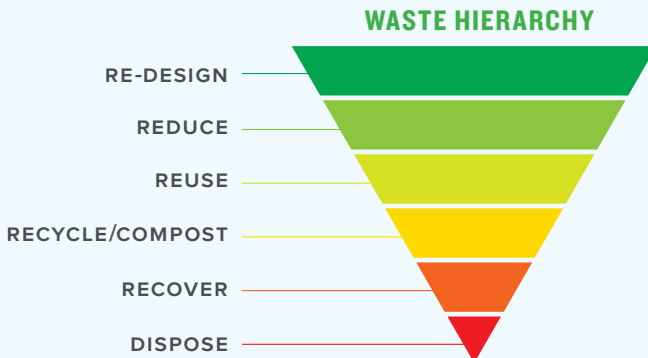 WASTE HIERARCHY
RE-DESIGN
REDUCE
REUSE
RECYCLE/COMPOST
RECOVER
DISPOSE